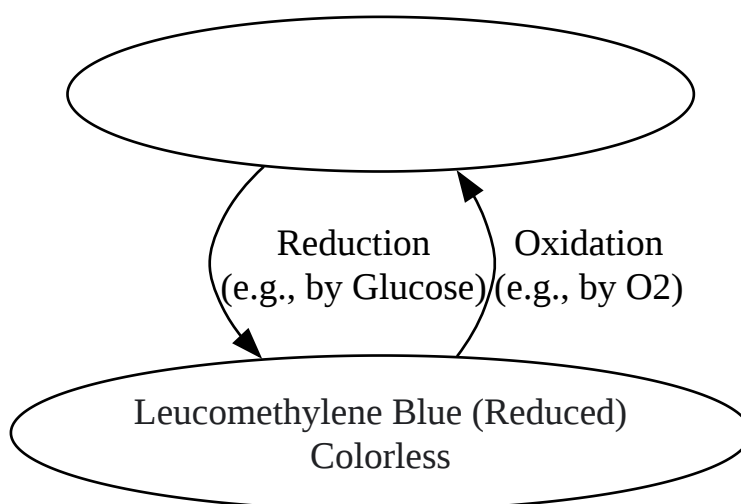 Reduction
(e.g., by Glucose)
Oxidation
(e.g., by O2)
Leucomethylene Blue (Reduced)
Colorless